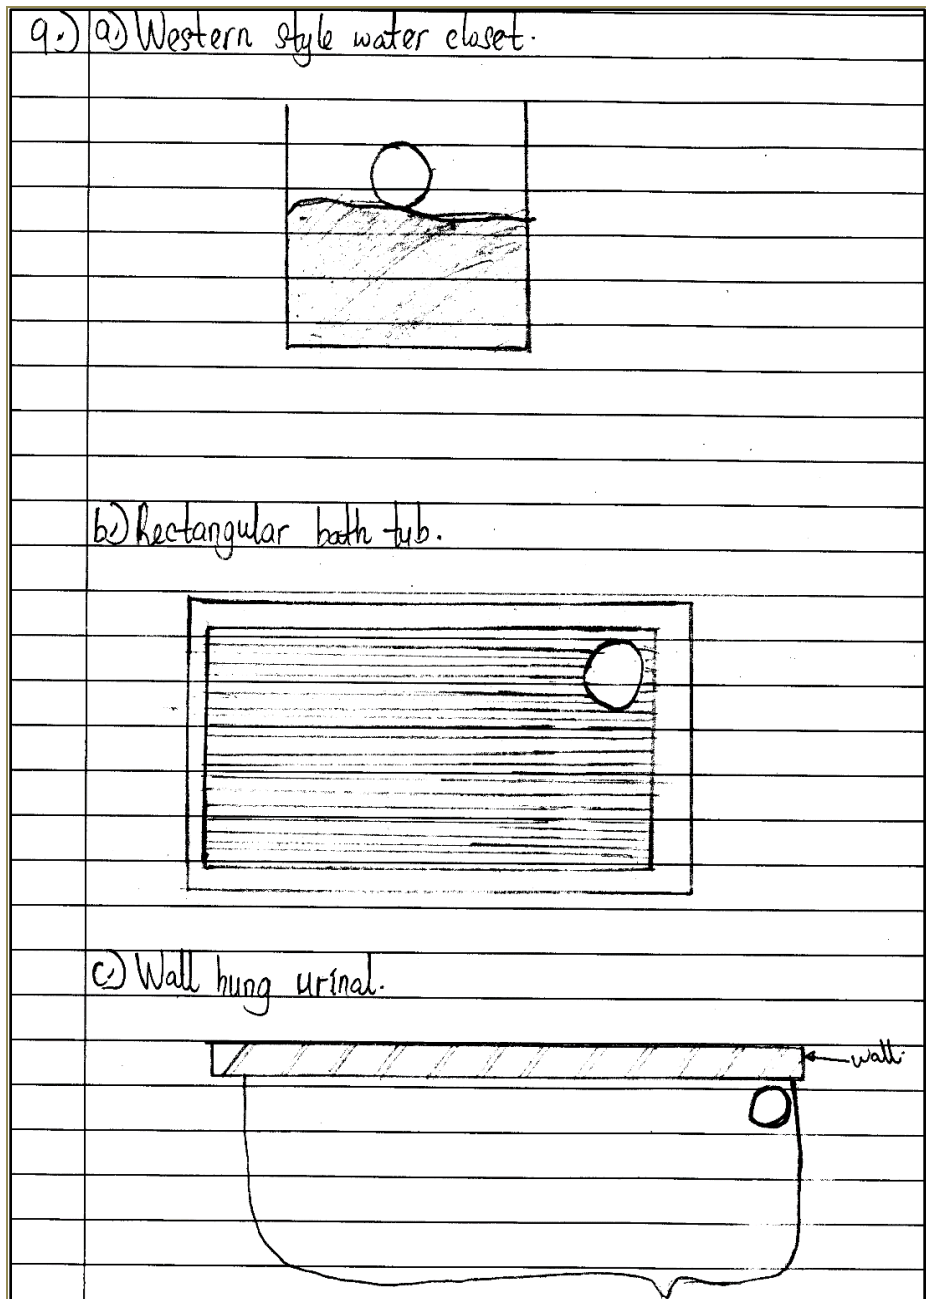 9.) a.) Western style water closet.
b.) Rectangular bath tub.
c.) Wall hung urinal.
wall.